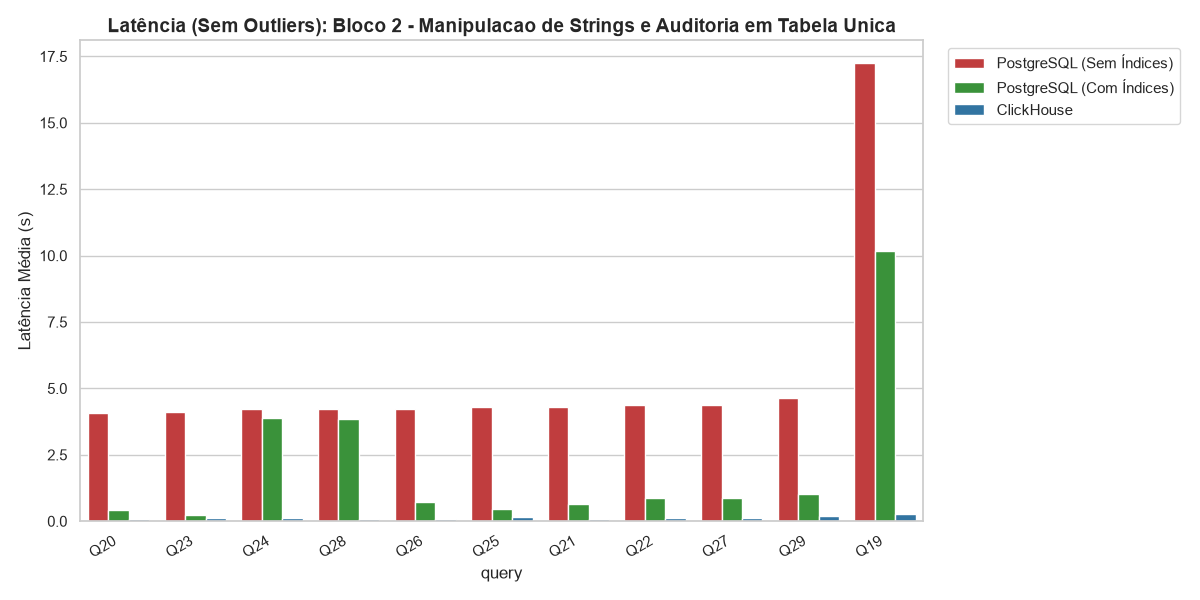 Latência (Sem Outliers): Bloco 2 - Manipulacao de Strings e Auditoria em Tabela Unica
17.5
15.0
12.5
10.0
7.5
5.0
2.5
0.0
Latência Média (s)
Q20
Q23
Q24
Q28
Q26
Q25
Q21
Q22
Q27
Q29
Q19
query
PostgreSQL (Sem Índices)
PostgreSQL (Com Índices)
ClickHouse